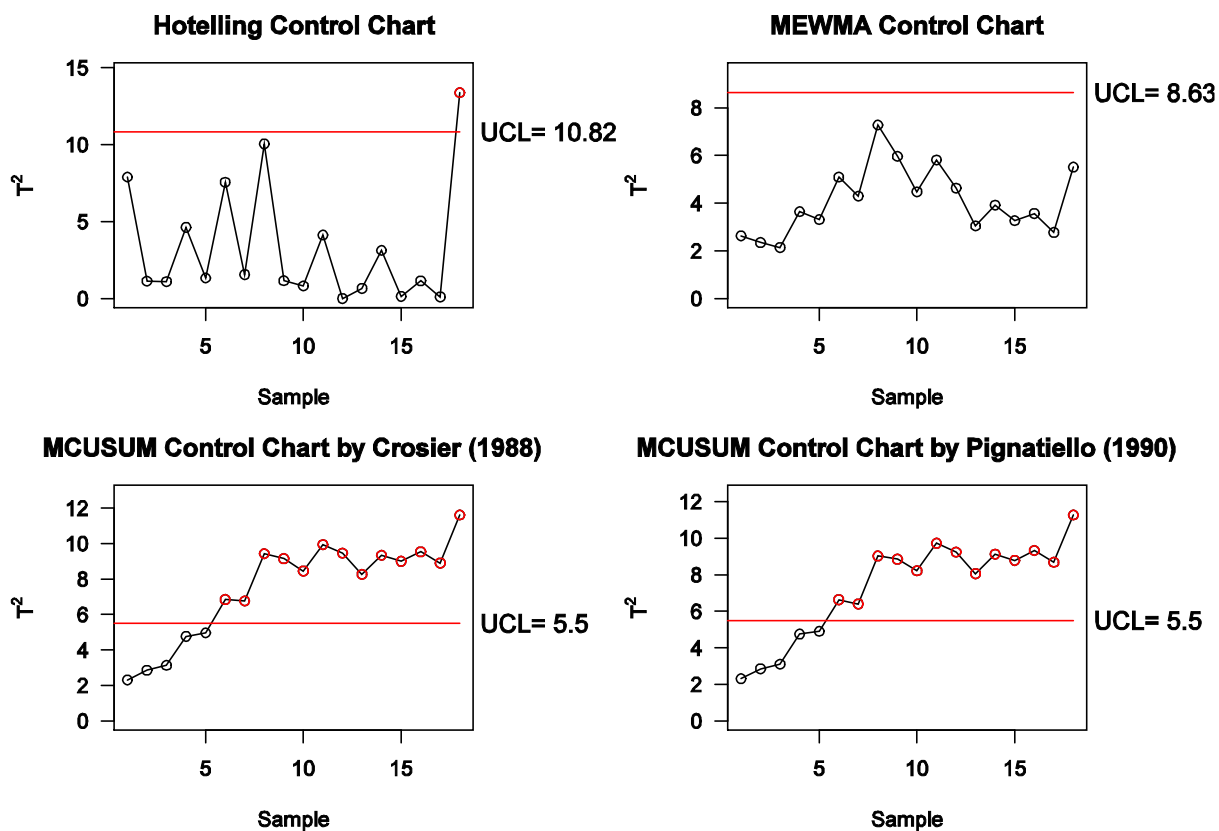 Hotelling Control Chart
15
10
5
0
T²
UCL= 10.82
5 10 15
Sample
MEWMA Control Chart
8
6
4
2
0
T²
UCL= 8.63
5 10 15
Sample
MCUSUM Control Chart by Crosier (1988)
12
10
8
6
4
2
0
T²
UCL= 5.5
5 10 15
Sample
MCUSUM Control Chart by Pignatiello (1990)
12
10
8
6
4
2
0
T²
UCL= 5.5
5 10 15
Sample